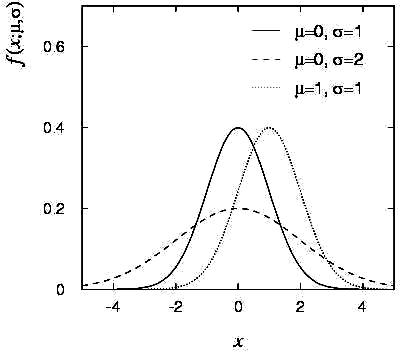 f(x;μ,σ)
0.6
0.4
0.2
0
μ=0, σ=1
μ=0, σ=2
μ=1, σ=1
-4 -2 0 2 4
x